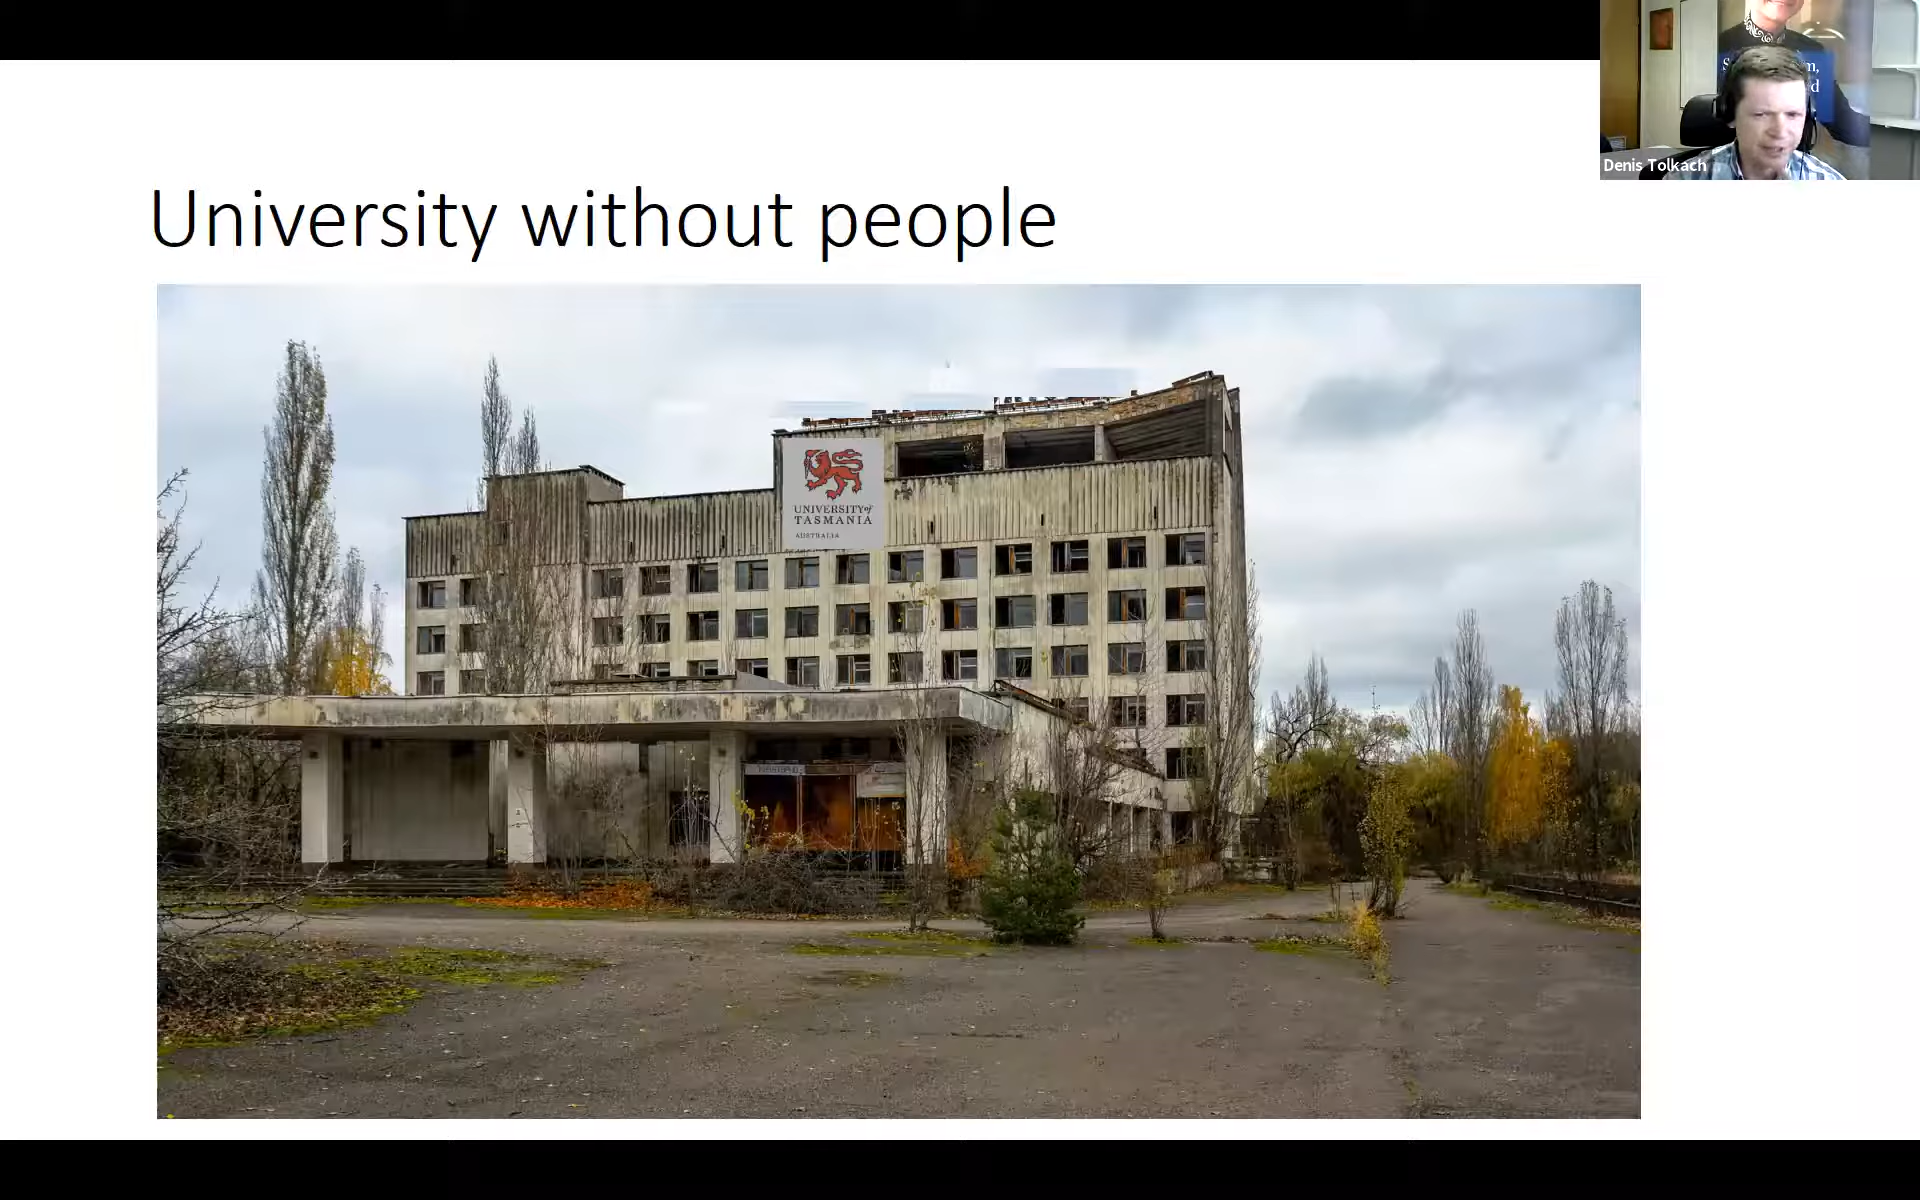 University without people
Denis Tolkach
UNIVERSITY of
TASMANIA
AUSTRALIA